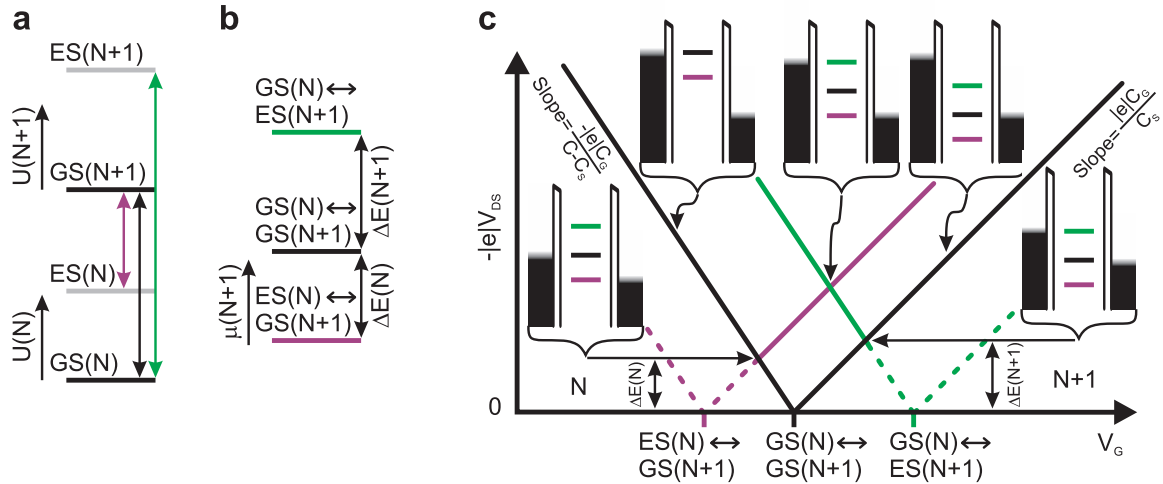 a
ES(N+1)
U(N+1)
GS(N+1)
ES(N)
U(N)
GS(N)
b
GS(N)↔
ES(N+1)
ΔE(N+1)
GS(N)↔
GS(N+1)
μ(N+1)
ES(N)↔
GS(N+1)
ΔE(N)
c
-|e|V_DS
Slope= -|e|C_G
C-C_S
Slope= |e|C_G
C_S
N
ΔE(N)
ΔE(N+1)
N+1
0
ES(N)↔
GS(N+1)
GS(N)↔
GS(N+1)
GS(N)↔
ES(N+1)
V_G